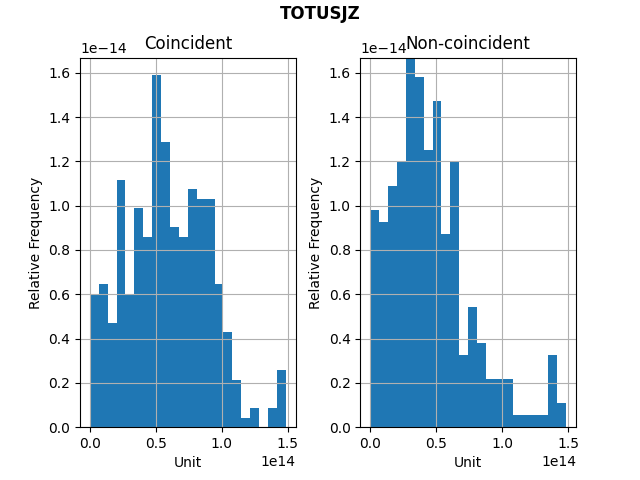 TOTUSJZ
Coincident
1e−14
1.6
1.4
1.2
1.0
0.8
0.6
0.4
0.2
0.0
Relative Frequency
0.0 0.5 1.0 1.5
1e14
Unit
Non-coincident
1e−14
1.6
1.4
1.2
1.0
0.8
0.6
0.4
0.2
0.0
Relative Frequency
0.0 0.5 1.0 1.5
1e14
Unit